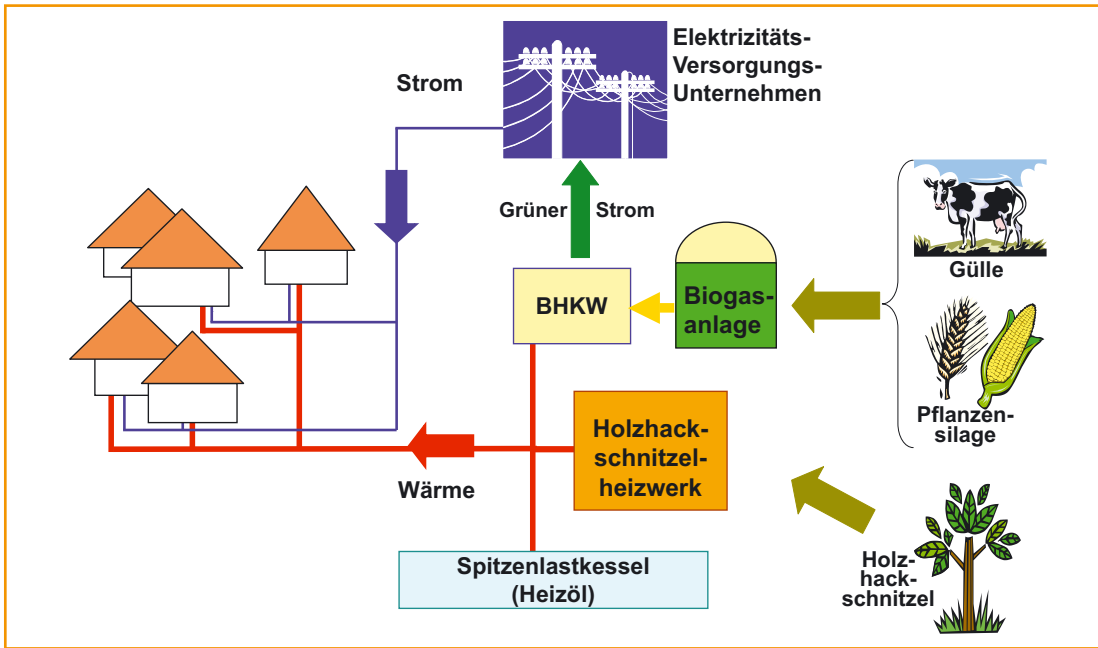 Elektrizitäts-
Versorgungs-
Unternehmen
Strom
Grüner Strom
Gülle
BHKW
Biogas-
anlage
Pflanzen-
silage
Holzhack-
schnitzel-
heizwerk
Wärme
Spitzenlastkessel
(Heizöl)
Holz-
hack-
schnitzel